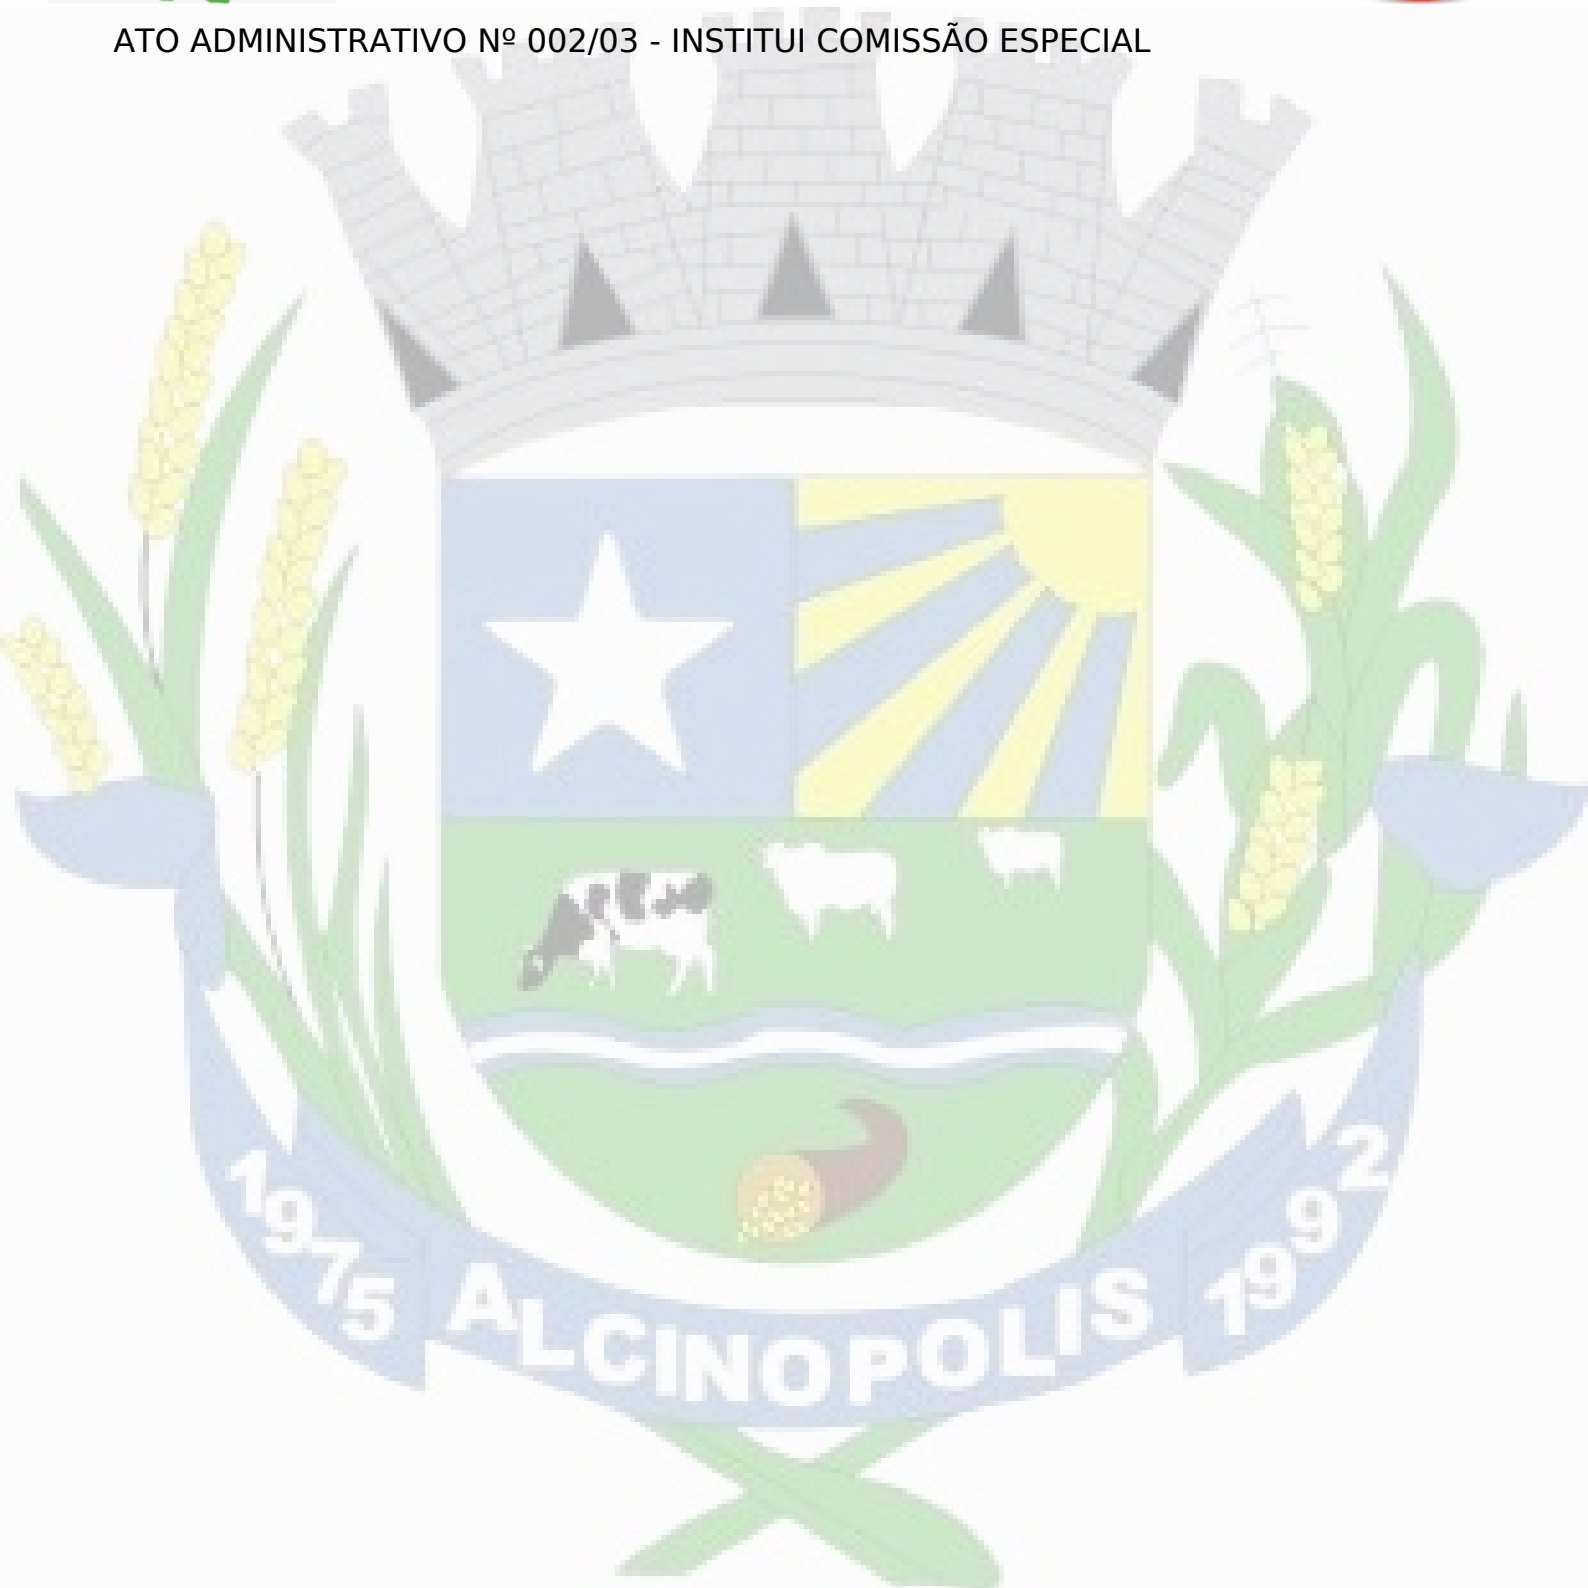 ATO ADMINISTRATIVO Nº 002/03 - INSTITUI COMISSÃO ESPECIAL
1975 ALCINOPOLIS 1992